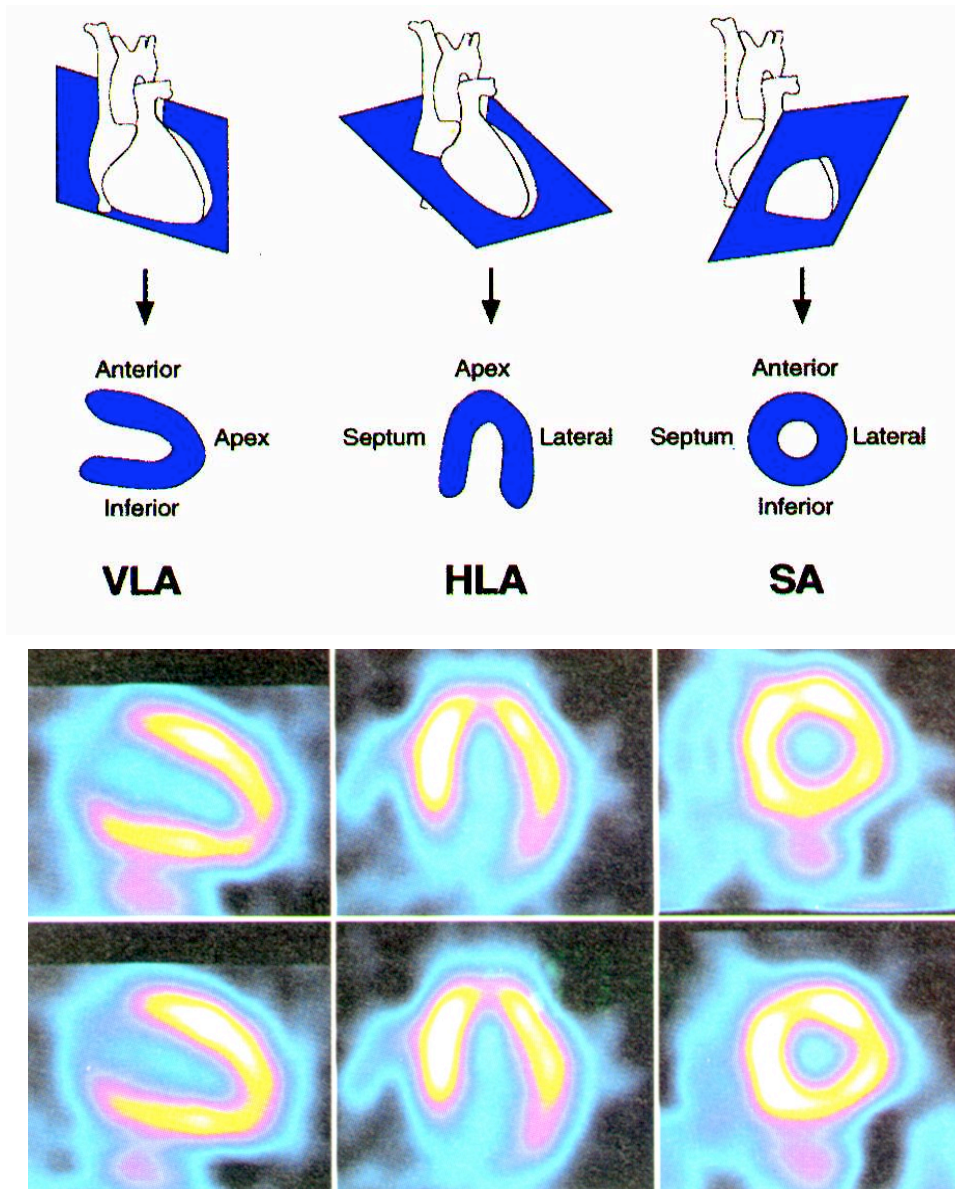 Anterior
Apex
Inferior
VLA
Apex
Septum
Lateral
HLA
Anterior
Septum
Lateral
Inferior
SA